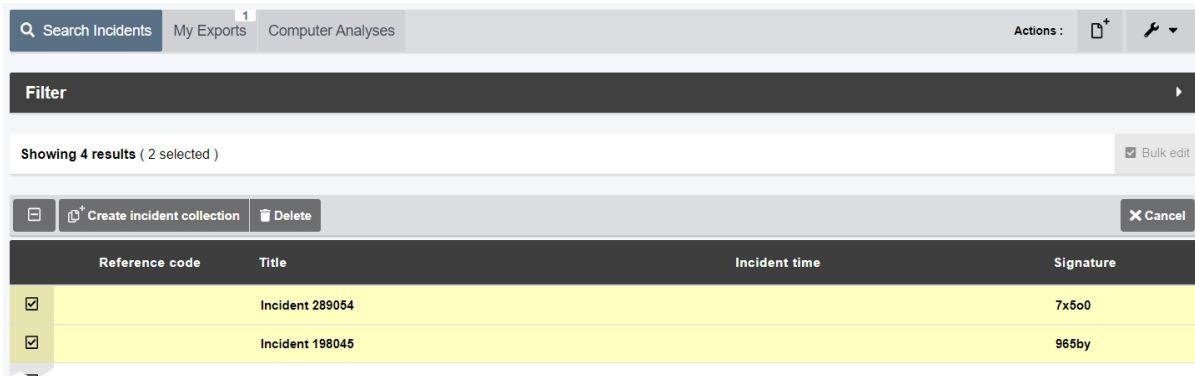 Search Incidents My Exports 1 Computer Analyses Actions :
Filter
Showing 4 results ( 2 selected ) Bulk edit
Create incident collection Delete Cancel
Reference code Title Incident time Signature
Incident 289054 7x5o0
Incident 198045 965by